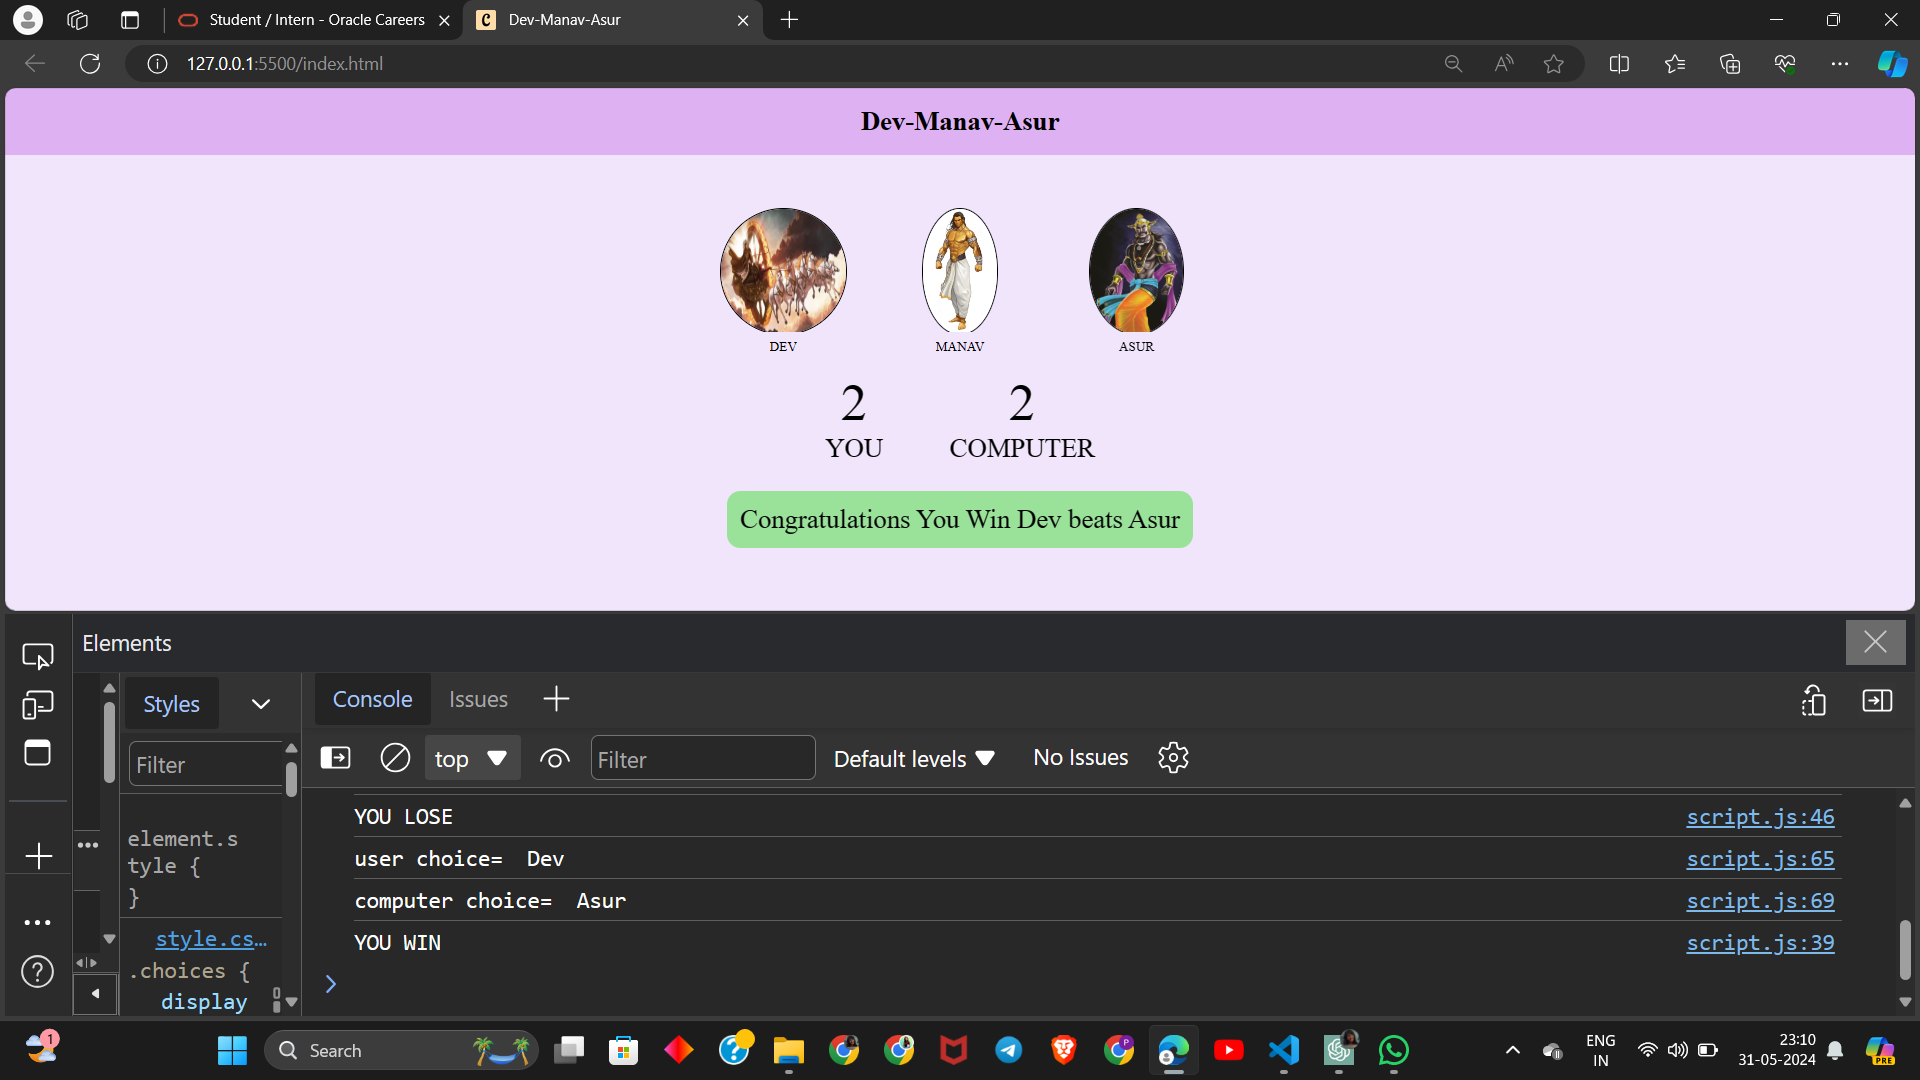 Student / Intern - Oracle Careers
Dev-Manav-Asur
127.0.0.1:5500/index.html
Dev-Manav-Asur
DEV
MANAV
ASUR
2
2
YOU
COMPUTER
Congratulations You Win Dev beats Asur
Elements
Styles
Console
Issues
Filter
top
Filter
Default levels
No Issues
element.s
tyle {
}
style.cs…
.choices {
display
YOU LOSE script.js:46
user choice= Dev script.js:65
computer choice= Asur script.js:69
YOU WIN script.js:39
1
Search
P
ENG
IN
23:10
31-05-2024
PRE